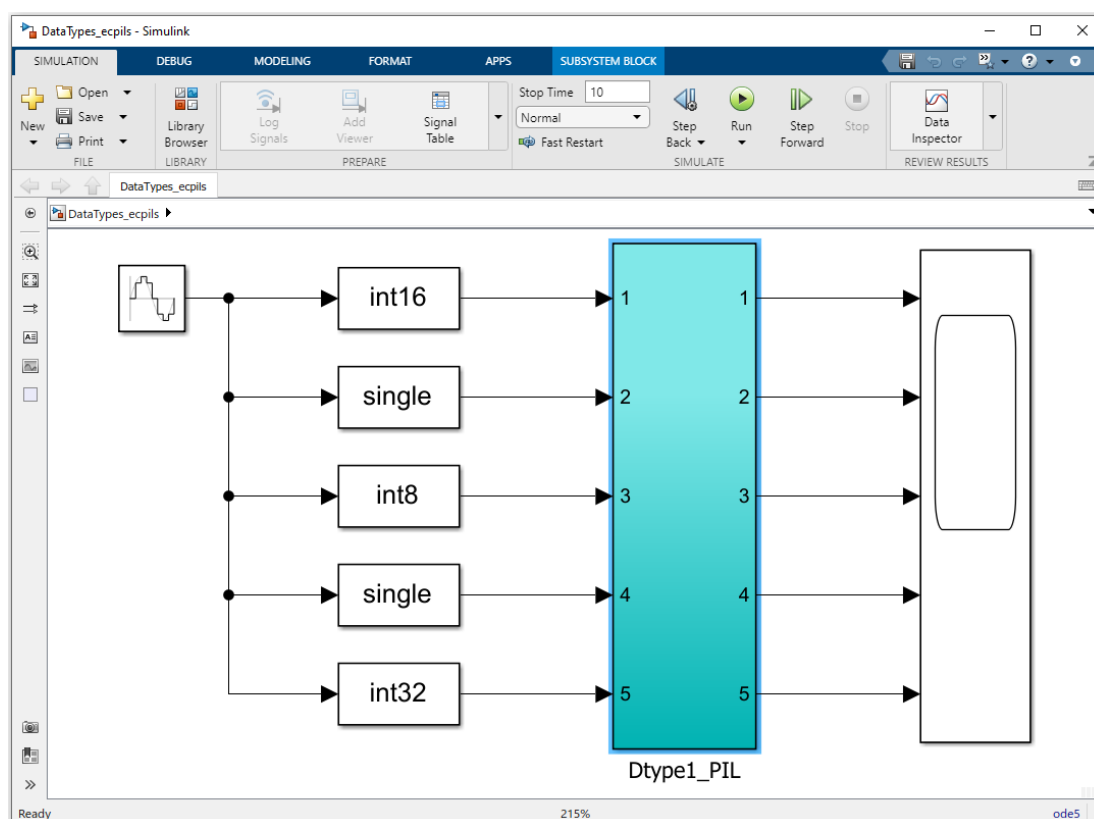 DataTypes_ecpils - Simulink
SIMULATION DEBUG MODELING FORMAT APPS SUBSYSTEM BLOCK
New
Open
Save
Print
FILE
Library
Browser
LIBRARY
Log
Signals
Add
Viewer
Signal
Table
PREPARE
Stop Time 10
Normal
Fast Restart
Step
Back
Run
Step
Forward
Stop
SIMULATE
Data
Inspector
REVIEW RESULTS
DataTypes_ecpils
DataTypes_ecpils
int16 1 1
single 2 2
int8 3 3
single 4 4
int32 5 5
Dtype1_PIL
Ready 215% ode5